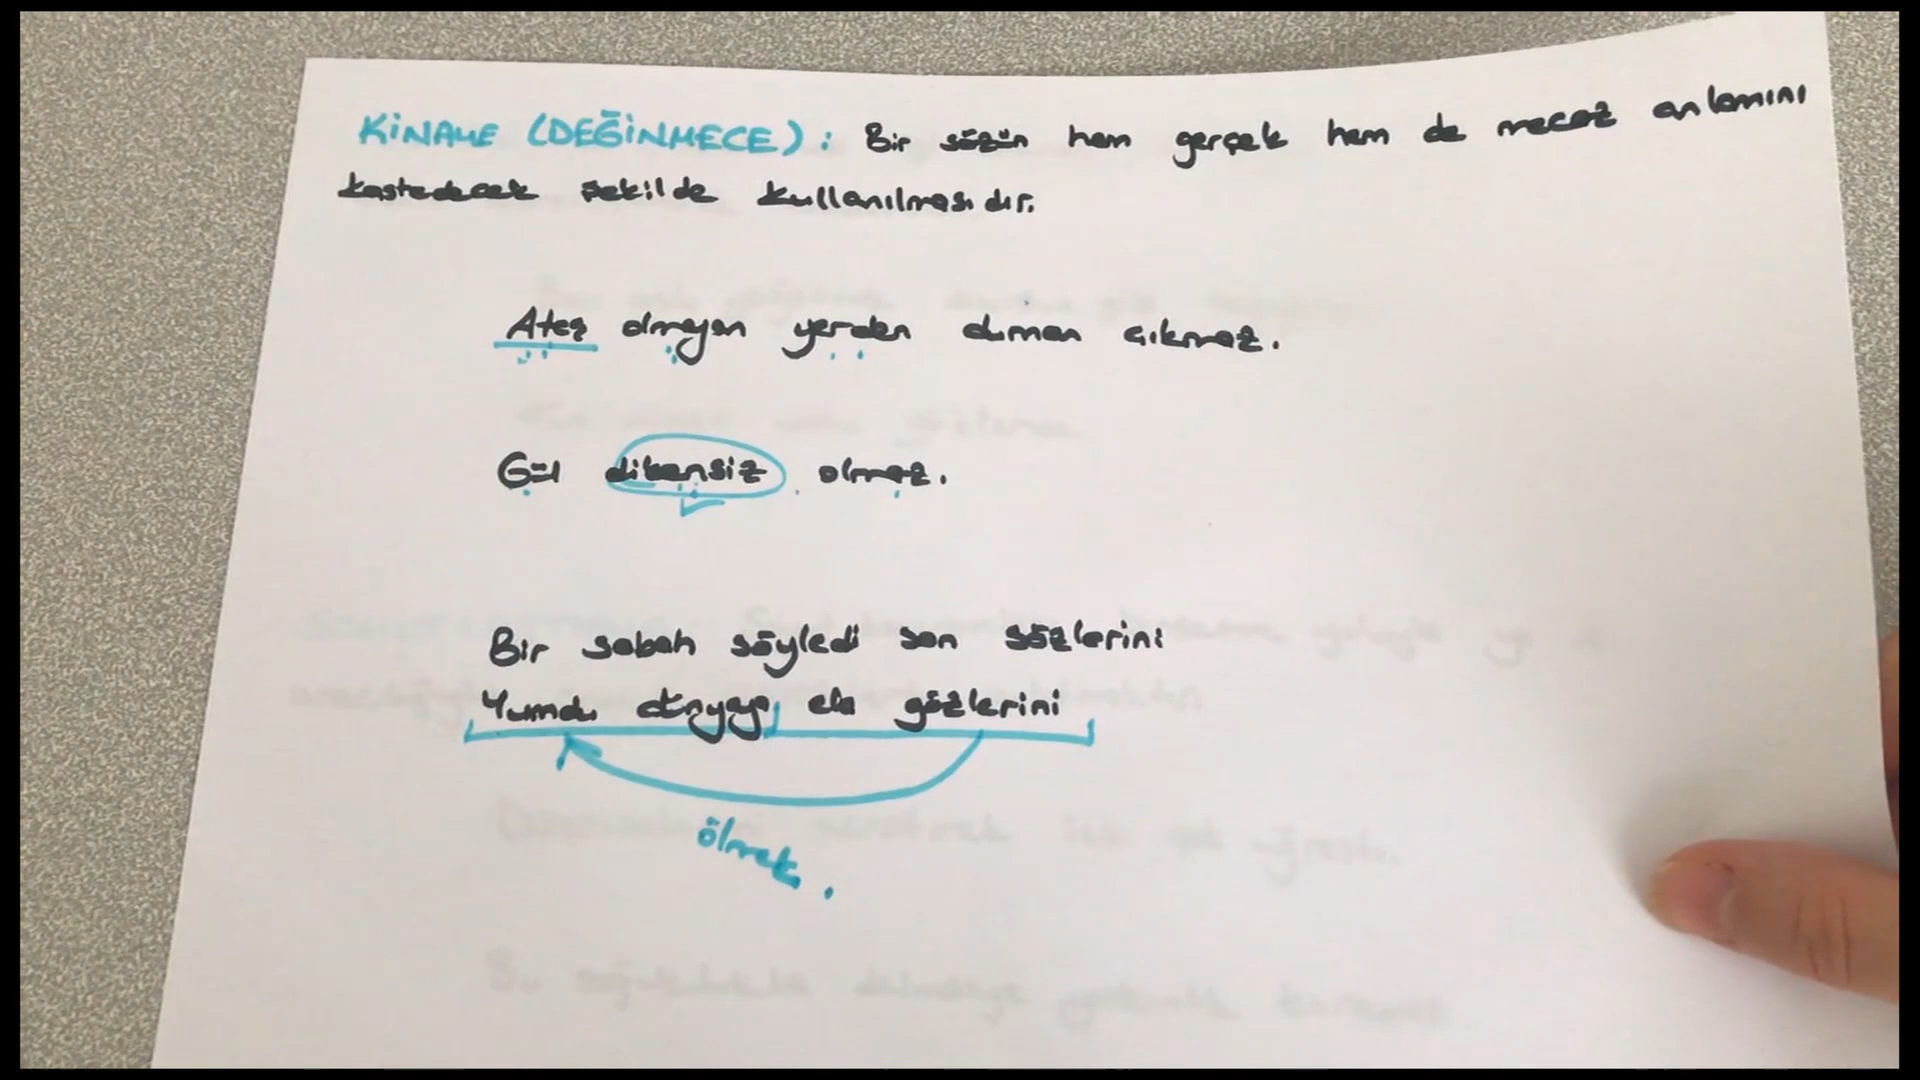 KİNAYE (DEĞİNMECE) : Bir sözün hem gerçek hem de mecaz anlamını
kastedecek şekilde kullanılmasıdır.
Ateş olmayan yerden duman çıkmaz.
Gül dikensiz olmaz.
Bir sabah söyledi son sözlerini
Yumdu dünyaya ela gözlerini
ölmek.